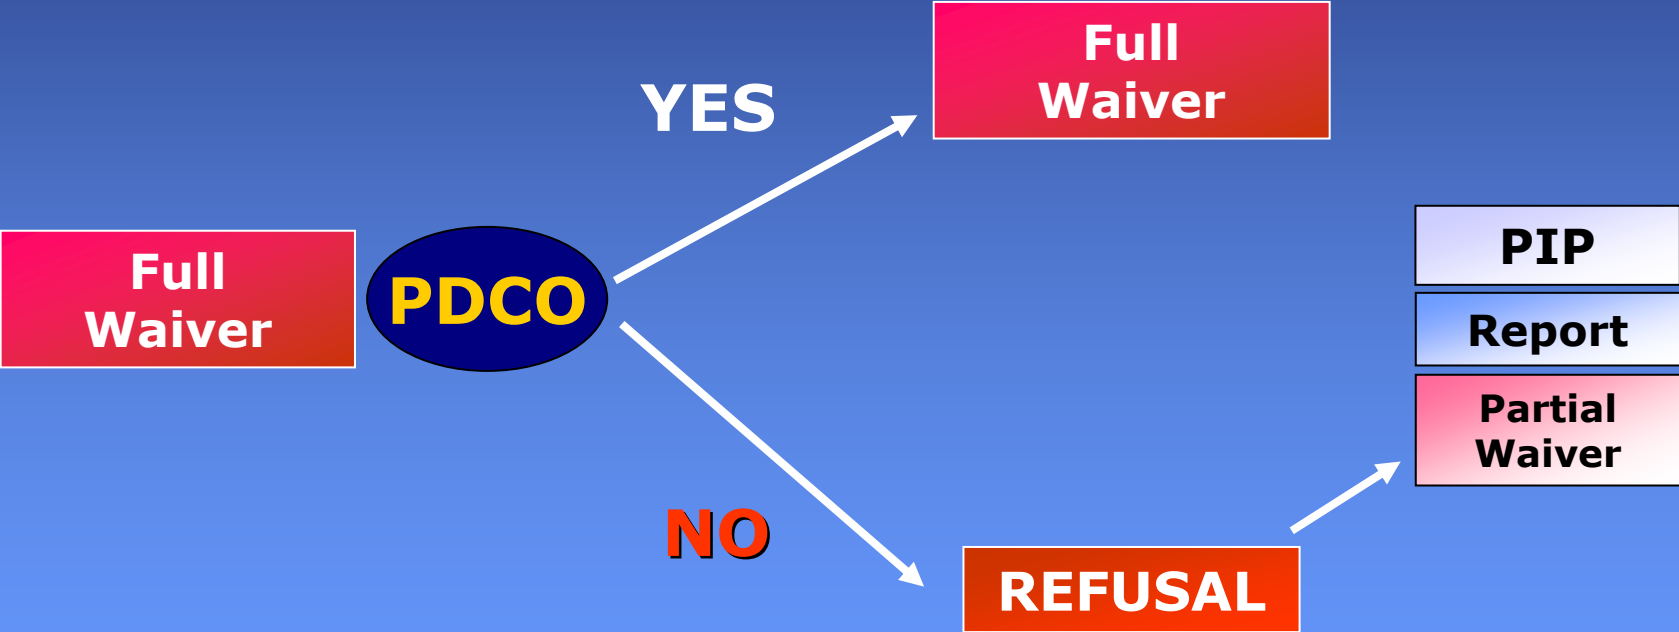 Full
Waiver
YES
Full
Waiver
PDCO
PIP
Report
Partial
Waiver
NO
REFUSAL